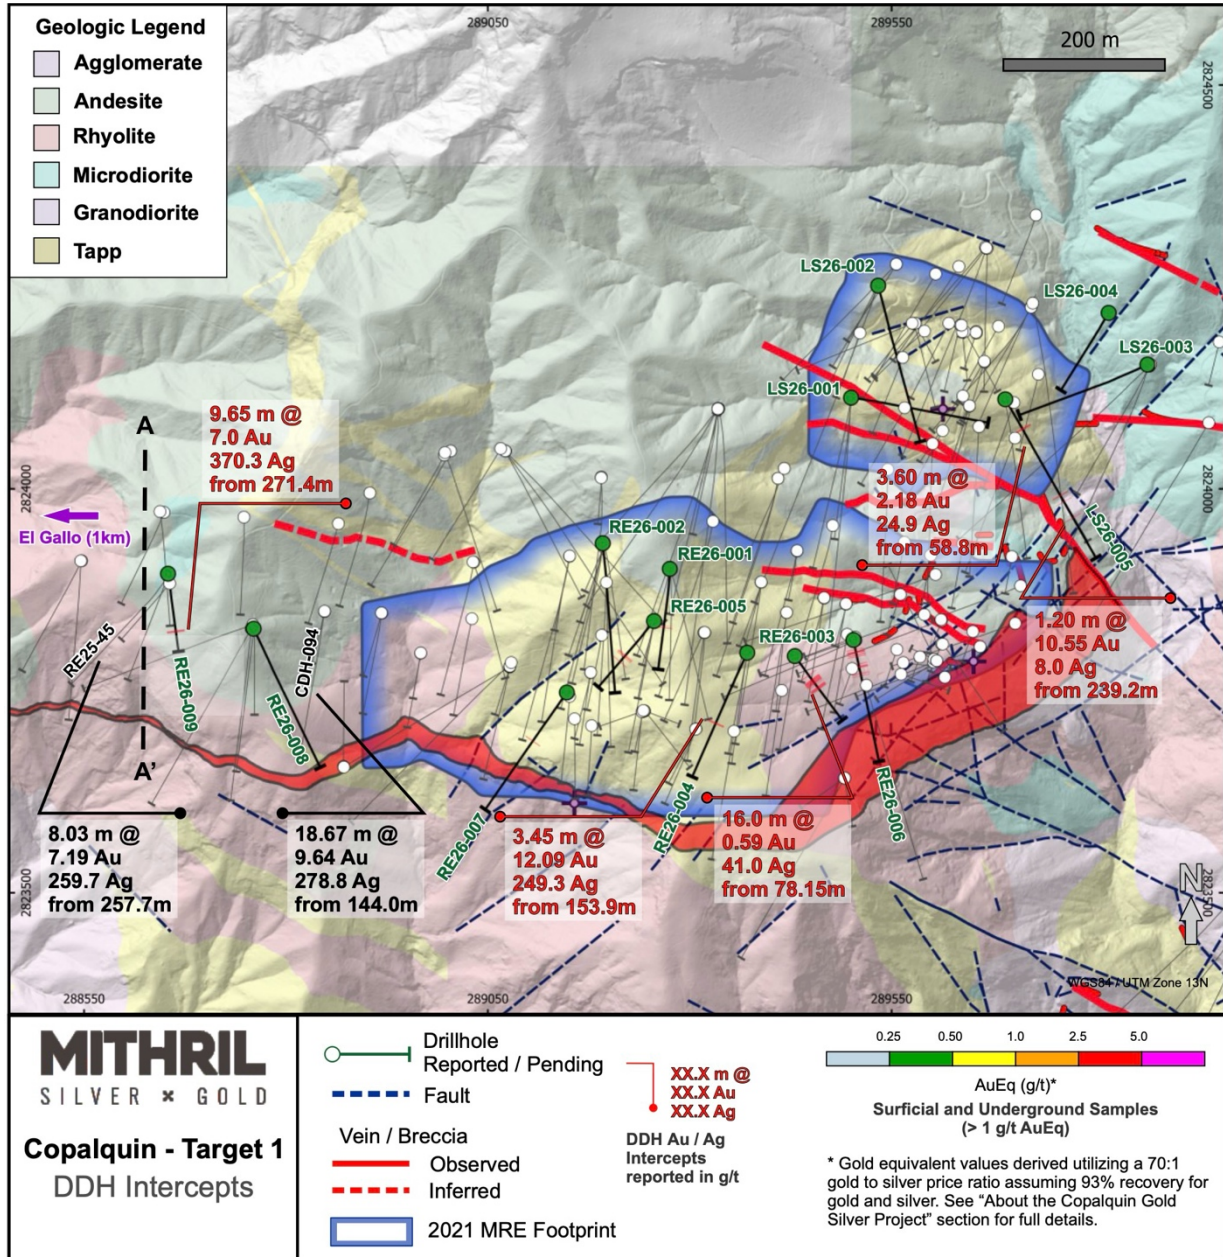 Geologic Legend
Agglomerate
Andesite
Rhyolite
Microdiorite
Granodiorite
Tapp
289050
289550
200 m
2824500
LS26-002
LS26-004
LS26-003
LS26-001
9.65 m @
7.0 Au
370.3 Ag
from 271.4m
A
2824000
El Gallo (1km)
RE26-002
RE26-001
RE26-005
RE26-003
3.60 m @
2.18 Au
24.9 Ag
from 58.8m
2824000
LS26-005
1.20 m @
10.55 Au
8.0 Ag
from 239.2m
RE25-45
RE26-009
CDH-094
RE26-008
A'
RE26-007
RE26-004
RE26-006
8.03 m @
7.19 Au
259.7 Ag
from 257.7m
18.67 m @
9.64 Au
278.8 Ag
from 144.0m
3.45 m @
12.09 Au
249.3 Ag
from 153.9m
16.0 m @
0.59 Au
41.0 Ag
from 78.15m
2823500
2823500
N
WGS84 / UTM Zone 13N
288550
289050
289550
MITHRIL
SILVER × GOLD
Copalquin - Target 1
DDH Intercepts
Drillhole
Reported / Pending
Fault
Vein / Breccia
Observed
Inferred
2021 MRE Footprint
XX.X m @
XX.X Au
XX.X Ag
DDH Au / Ag
Intercepts
reported in g/t
0.25 0.50 1.0 2.5 5.0
AuEq (g/t)*
Surficial and Underground Samples
(> 1 g/t AuEq)
* Gold equivalent values derived utilizing a 70:1
gold to silver price ratio assuming 93% recovery for
gold and silver. See “About the Copalquin Gold
Silver Project” section for full details.